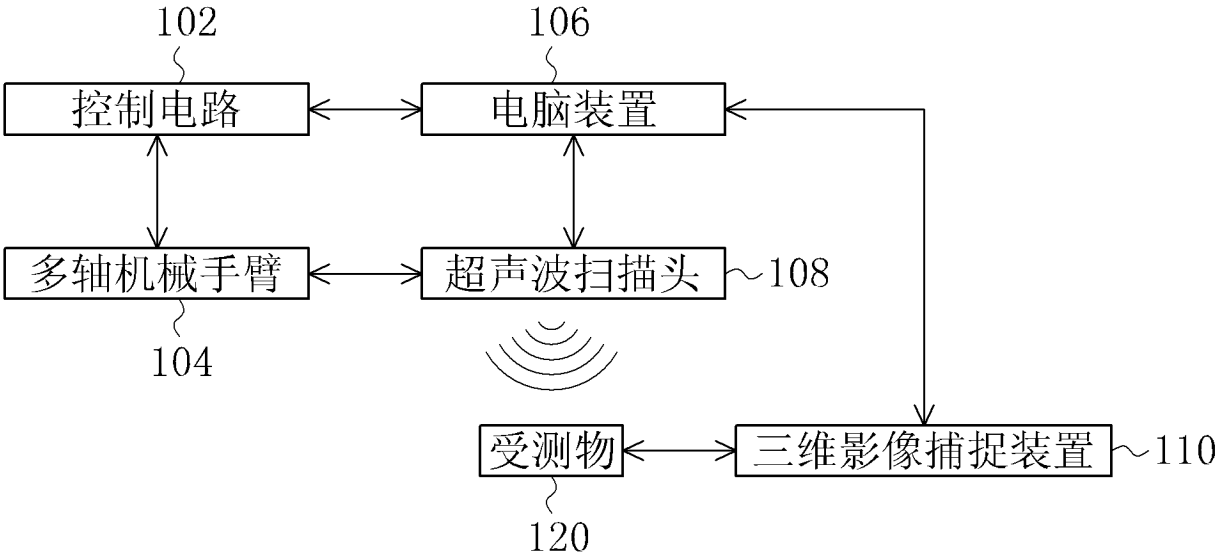 102
106
控制电路
电脑装置
多轴机械手臂
超声波扫描头
108
104
受测物
三维影像捕捉装置
110
120